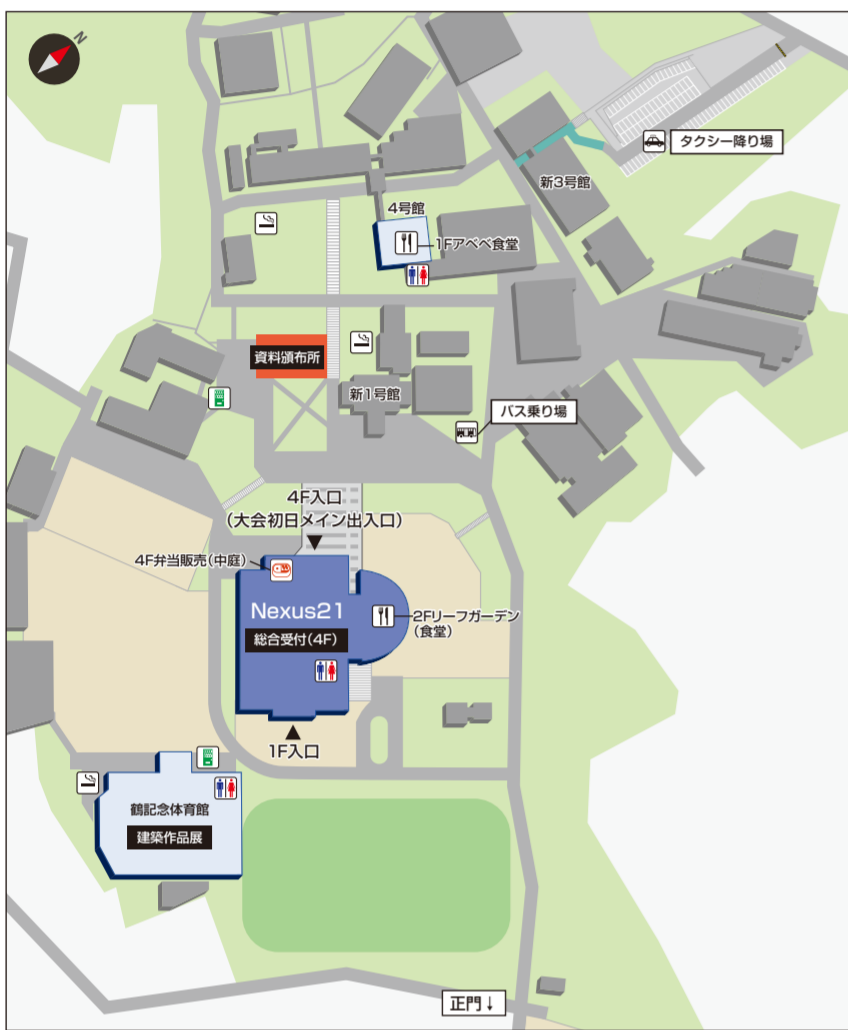 N
タクシー降り場
新3号館
4号館
1Fアベベ食堂
資料頒布所
新1号館
バス乗り場
4F入口
(大会初日メイン出入口)
4F弁当販売(中庭)
Nexus21
総合受付(4F)
2Fリーフガーデン
(食堂)
1F入口
鶴記念体育館
建築作品展
正門↓